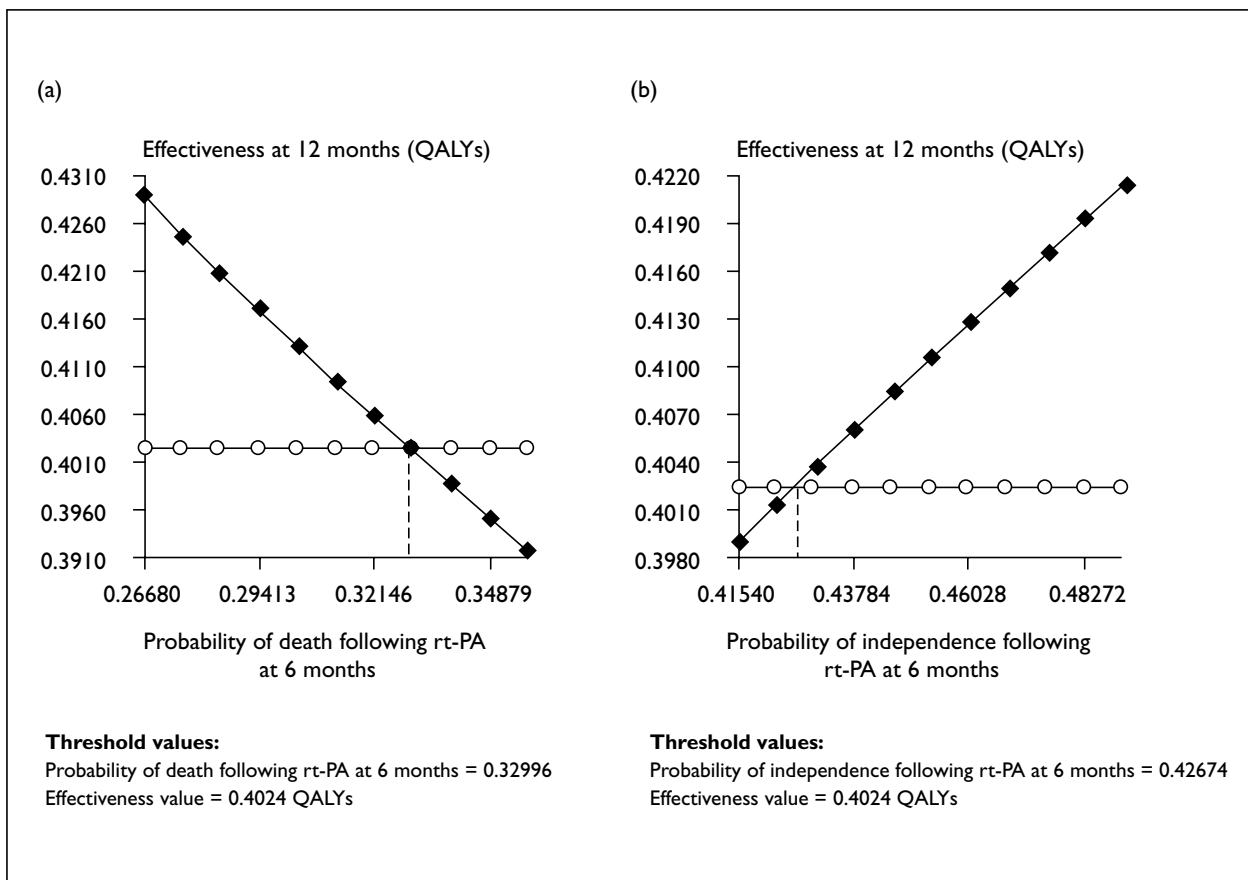 (a)
Effectiveness at 12 months (QALYs)
0.4310
0.4260
0.4210
0.4160
0.4110
0.4060
0.4010
0.3960
0.3910
0.26680 0.29413 0.32146 0.34879
Probability of death following rt-PA
at 6 months
Threshold values:
Probability of death following rt-PA at 6 months = 0.32996
Effectiveness value = 0.4024 QALYs
(b)
Effectiveness at 12 months (QALYs)
0.4220
0.4190
0.4160
0.4130
0.4100
0.4070
0.4040
0.4010
0.3980
0.41540 0.43784 0.46028 0.48272
Probability of independence following
rt-PA at 6 months
Threshold values:
Probability of independence following rt-PA at 6 months = 0.42674
Effectiveness value = 0.4024 QALYs